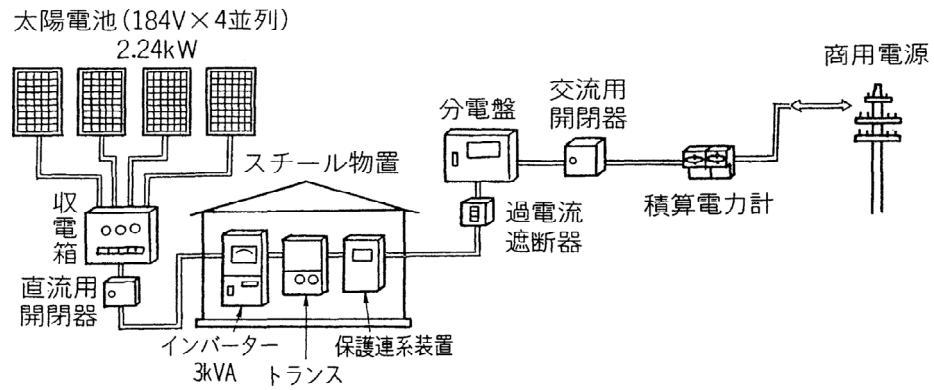 太陽電池(184V×4並列)
2.24kW
商用電源
分電盤
交流用
開閉器
スチール物置
収電箱
過電流
遮断器
積算電力計
直流用
開閉器
インバーター
3kVA
トランス
保護連系装置